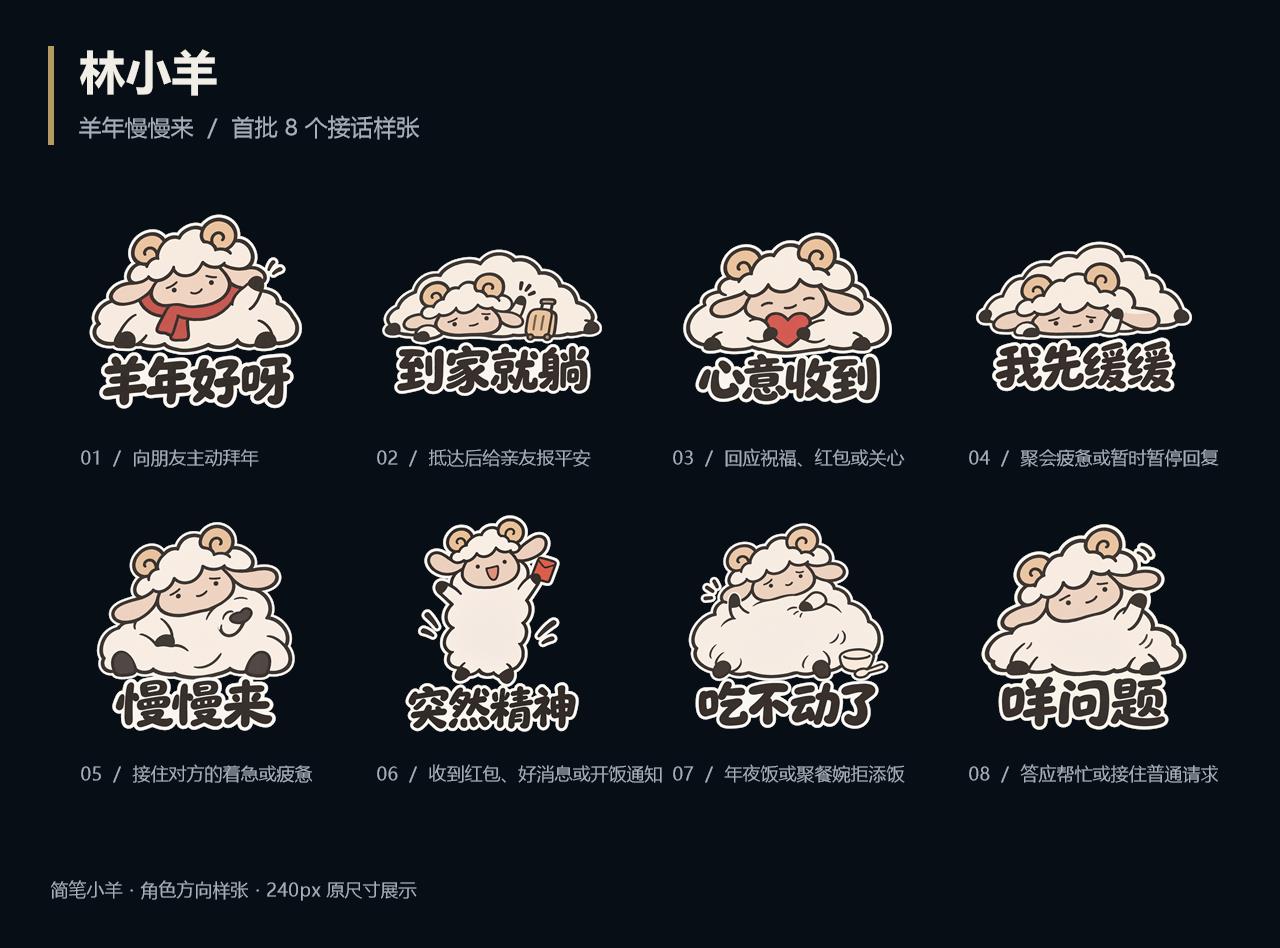 林小羊
羊年慢慢来 / 首批 8 个接话样张
羊年好呀
到家就躺
心意收到
我先缓缓
01 / 向朋友主动拜年
02 / 抵达后给亲友报平安
03 / 回应祝福、红包或关心
04 / 聚会疲惫或暂时暂停回复
慢慢来
突然精神
吃不动了
咩问题
05 / 接住对方的着急或疲惫
06 / 收到红包、好消息或开饭通知
07 / 年夜饭或聚餐婉拒添饭
08 / 答应帮忙或接住普通请求
简笔小羊 · 角色方向样张 · 240px 原尺寸展示